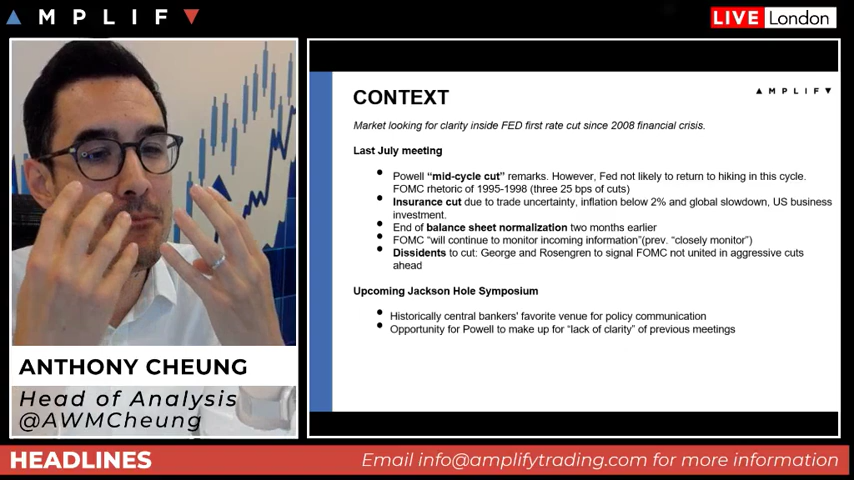 AMPLIFY
LIVE London
CONTEXT
AMPLIFY
Market looking for clarity inside FED first rate cut since 2008 financial crisis.
Last July meeting
Powell “mid-cycle cut” remarks. However, Fed not likely to return to hiking in this cycle.
FOMC rhetoric of 1995-1998 (three 25 bps of cuts)
Insurance cut due to trade uncertainty, inflation below 2% and global slowdown, US business
investment.
End of balance sheet normalization two months earlier
FOMC “will continue to monitor incoming information”(prev. “closely monitor”)
Dissidents to cut: George and Rosengren to signal FOMC not united in aggressive cuts
ahead
Upcoming Jackson Hole Symposium
Historically central bankers' favorite venue for policy communication
Opportunity for Powell to make up for “lack of clarity” of previous meetings
ANTHONY CHEUNG
Head of Analysis
@AWMCheung
HEADLINES
Email info@amplifytrading.com for more information